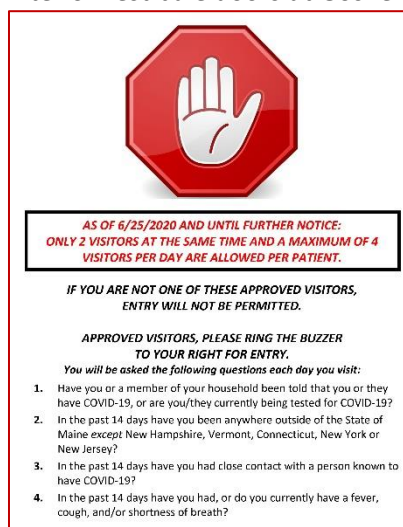 AS OF 6/25/2020 AND UNTIL FURTHER NOTICE:
ONLY 2 VISITORS AT THE SAME TIME AND A MAXIMUM OF 4
VISITORS PER DAY ARE ALLOWED PER PATIENT.
IF YOU ARE NOT ONE OF THESE APPROVED VISITORS,
ENTRY WILL NOT BE PERMITTED.
APPROVED VISITORS, PLEASE RING THE BUZZER
TO YOUR RIGHT FOR ENTRY.
You will be asked the following questions each day you visit:
1. Have you or a member of your household been told that you or they
have COVID-19, or are you/they currently being tested for COVID-19?
2. In the past 14 days have you been anywhere outside of the State of
Maine except New Hampshire, Vermont, Connecticut, New York or
New Jersey?
3. In the past 14 days have you had close contact with a person known to
have COVID-19?
4. In the past 14 days have you had, or do you currently have a fever,
cough, and/or shortness of breath?